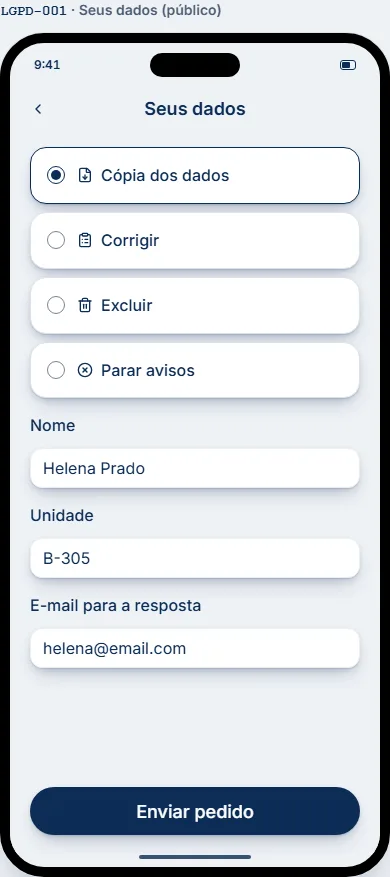 LGPD-001 · Seus dados (público)
9:41
Seus dados
Cópia dos dados
Corrigir
Excluir
Parar avisos
Nome
Helena Prado
Unidade
B-305
E-mail para a resposta
helena@email.com
Enviar pedido